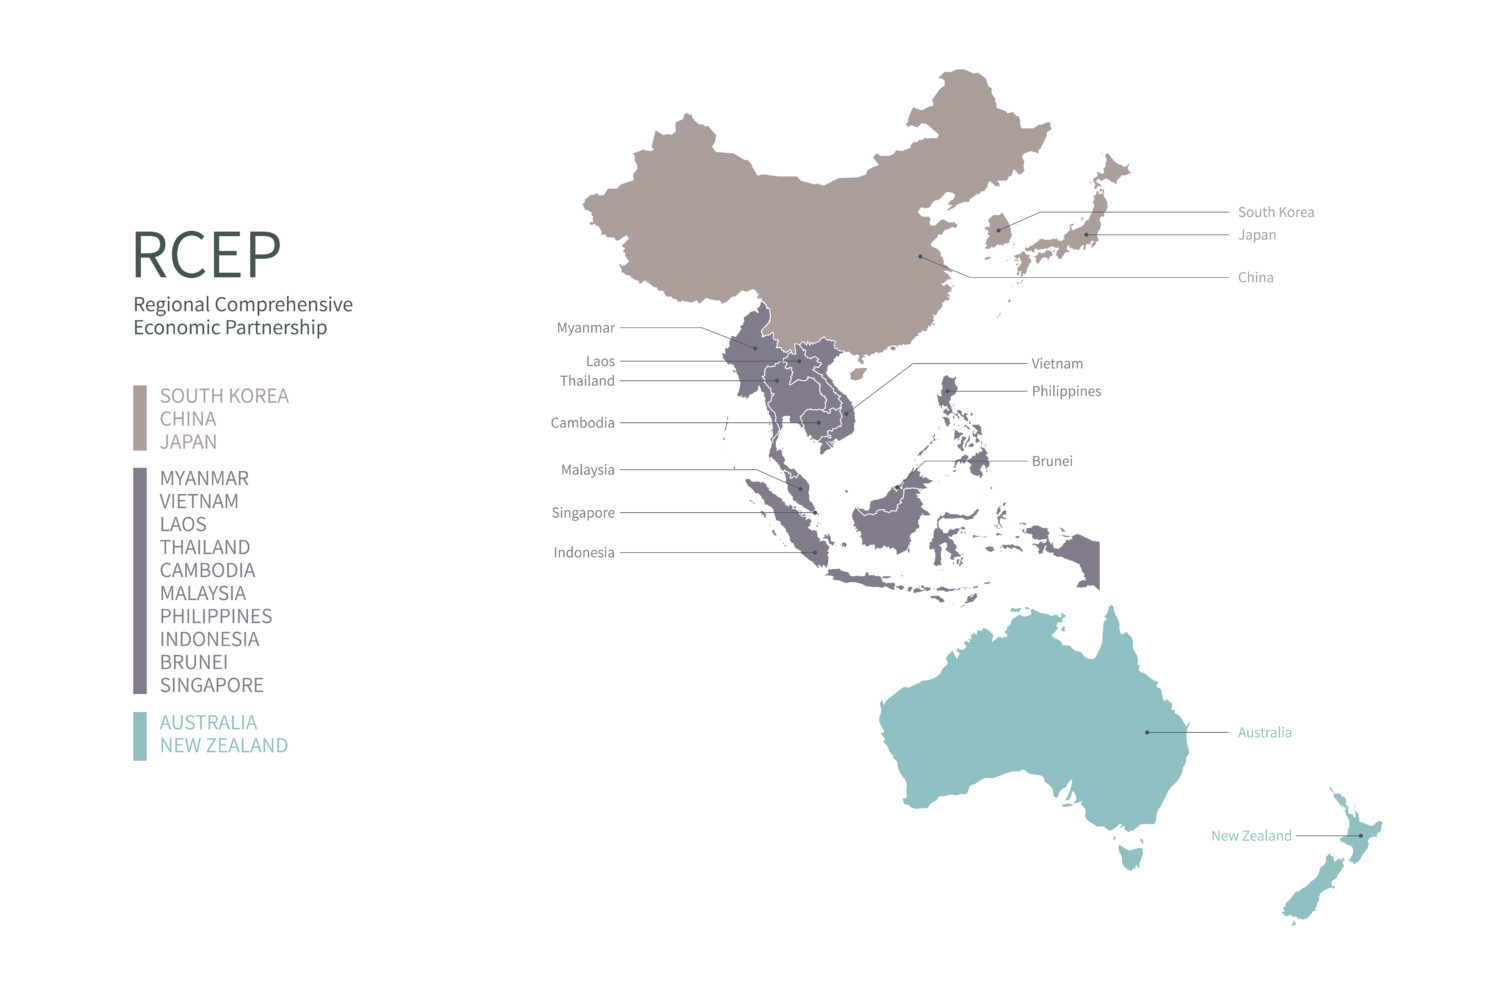 RCEP
Regional Comprehensive
Economic Partnership
SOUTH KOREA
CHINA
JAPAN
MYANMAR
VIETNAM
LAOS
THAILAND
CAMBODIA
MALAYSIA
PHILIPPINES
INDONESIA
BRUNEI
SINGAPORE
AUSTRALIA
NEW ZEALAND
South Korea
Japan
China
Myanmar
Laos
Thailand
Cambodia
Malaysia
Singapore
Indonesia
Vietnam
Philippines
Brunei
Australia
New Zealand